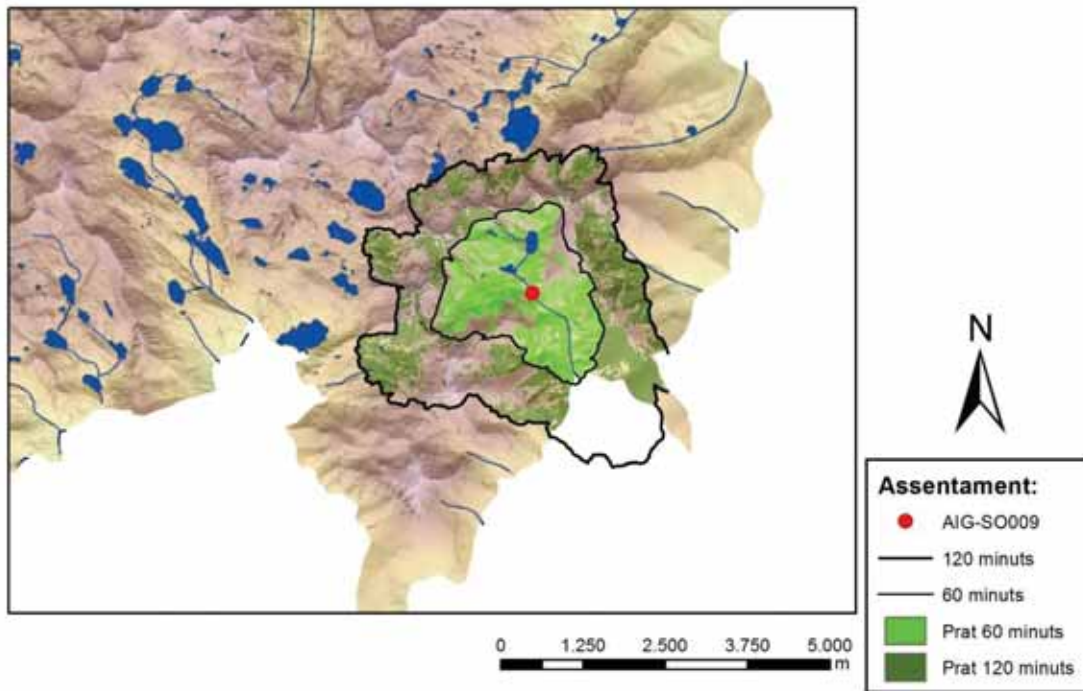 N
Assentament:
AIG-SO009
120 minuts
60 minuts
Prat 60 minuts
Prat 120 minuts
0 1.250 2.500 3.750 5.000
m